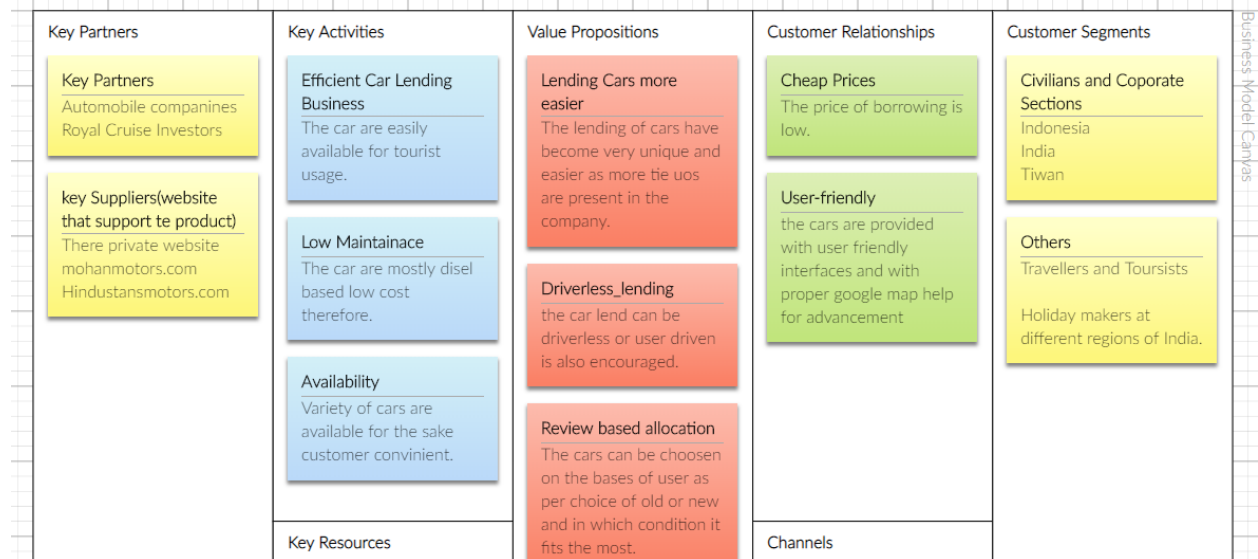 Key Partners
Key Partners
Automobile companines
Royal Cruise Investors
key Suppliers(website
that support te product)
There private website
mohanmotors.com
Hindustansmotors.com
Key Activities
Efficient Car Lending
Business
The car are easily
available for tourist
usage.
Low Maintainace
The car are mostly disel
based low cost
therefore.
Availability
Variety of cars are
available for the sake
customer convinient.
Key Resources
Value Propositions
Lending Cars more
easier
The lending of cars have
become very unique and
easier as more tie uos
are present in the
company.
Driverless_lending
the car lend can be
driverless or user driven
is also encouraged.
Review based allocation
The cars can be choosen
on the bases of user as
per choice of old or new
and in which condition it
fits the most.
Customer Relationships
Cheap Prices
The price of borrowing is
low.
User-friendly
the cars are provided
with user friendly
interfaces and with
proper google map help
for advancement
Channels
Customer Segments
Civilians and Coporate
Sections
Indonesia
India
Tiwan
Others
Travellers and Toursists
Holiday makers at
different regions of India.
Business Model Canvas